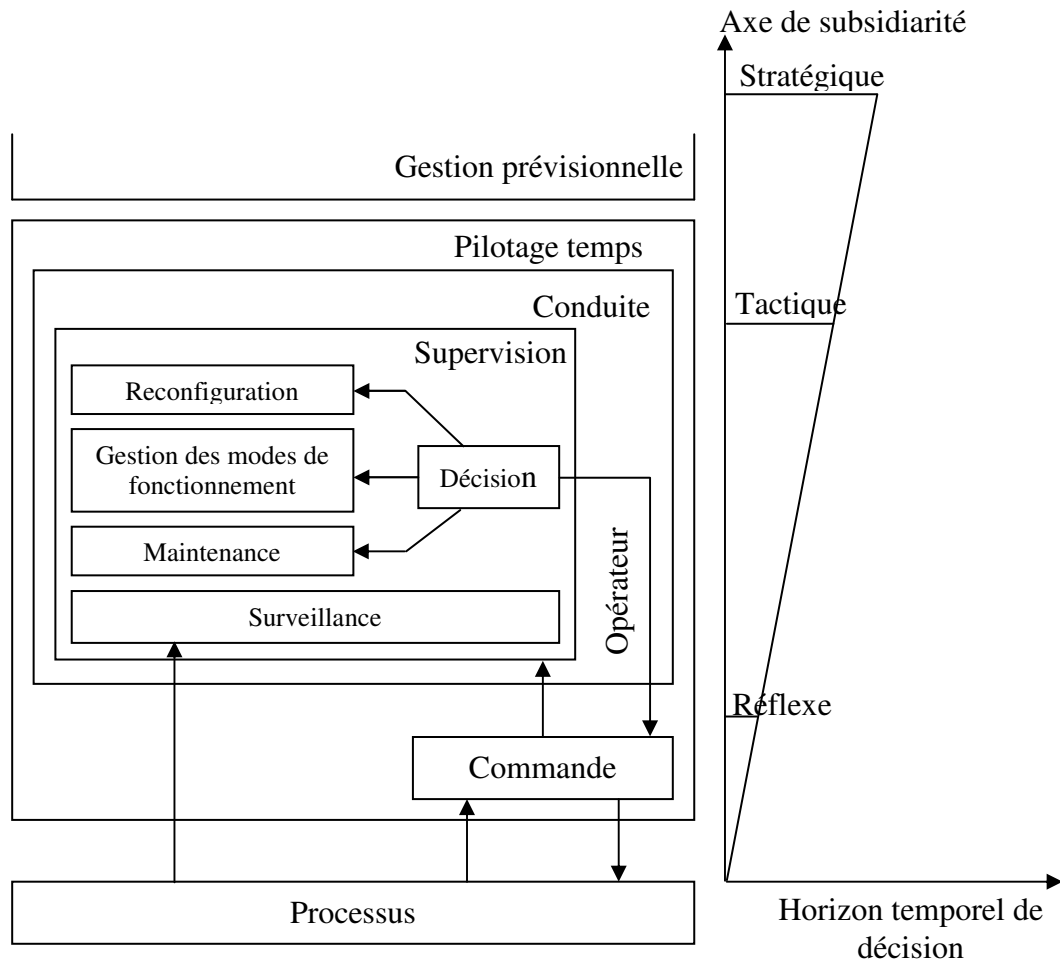 Axe de subsidiarité
Stratégique
Gestion prévisionnelle
Pilotage temps
Conduite
Tactique
Supervision
Reconfiguration
Gestion des modes de
fonctionnement
Décision
Maintenance
Opérateur
Surveillance
Réflexe
Commande
Processus
Horizon temporel de
décision